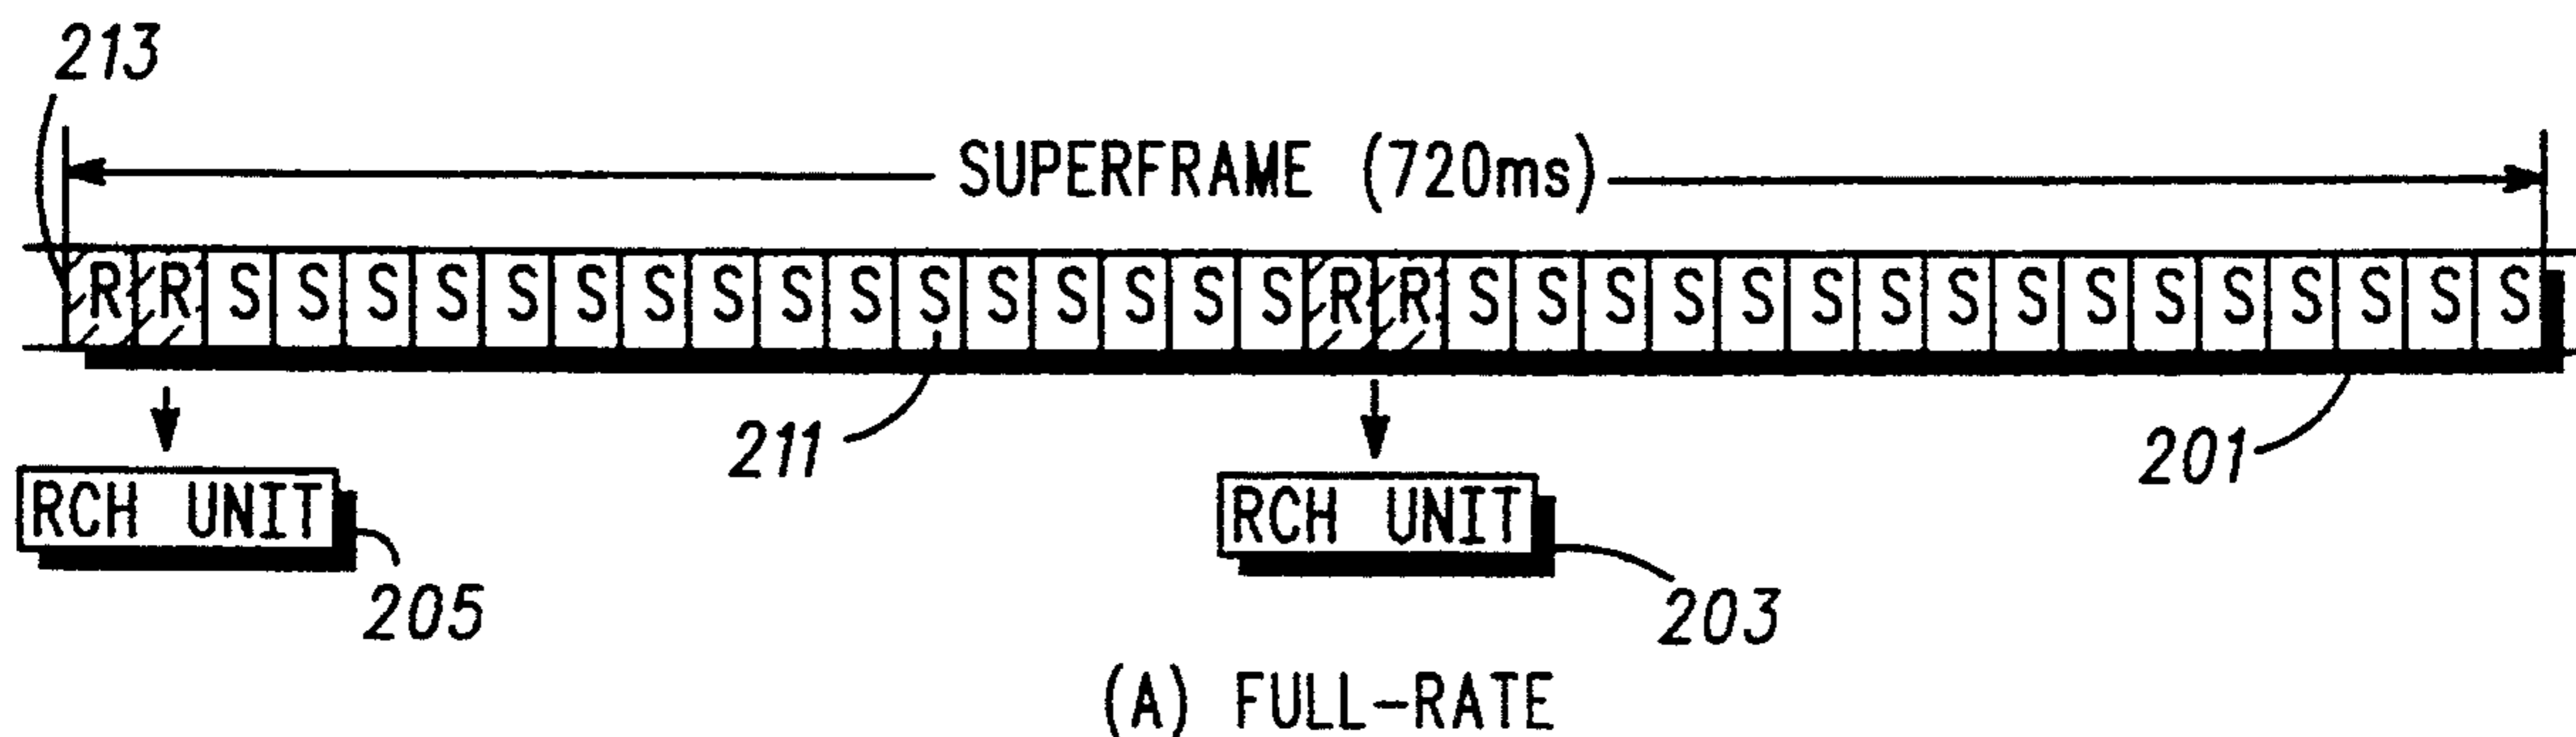 213
SUPERFRAME (720ms)
R R S S S S S S S S S S S S S S S S R R S S S S S S S S S S S S S S S S
211
201
RCH UNIT
RCH UNIT
205
203
(A) FULL-RATE